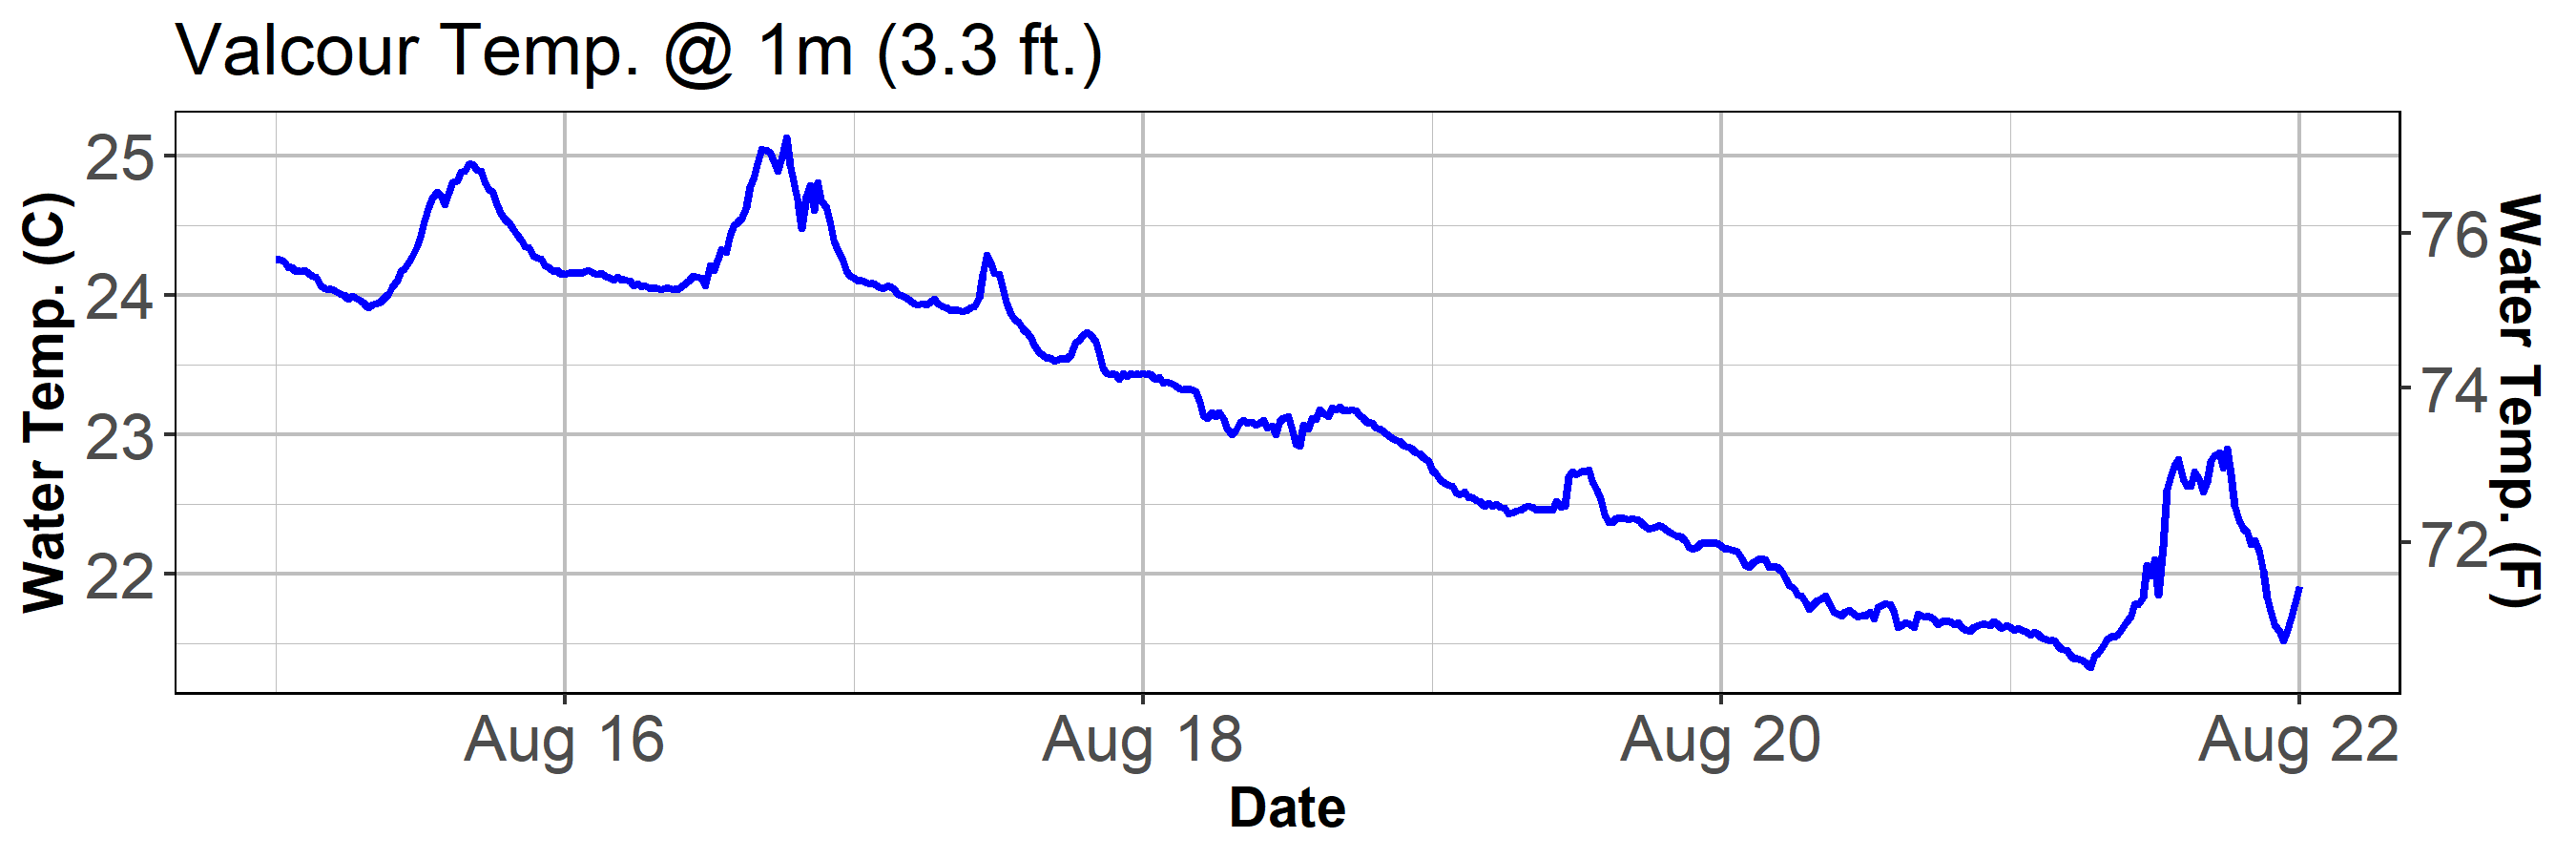 Valcour Temp. @ 1m (3.3 ft.)
Water Temp. (C)
25
24
23
22
76
74
72
Water Temp. (F)
Aug 16
Aug 18
Aug 20
Aug 22
Date